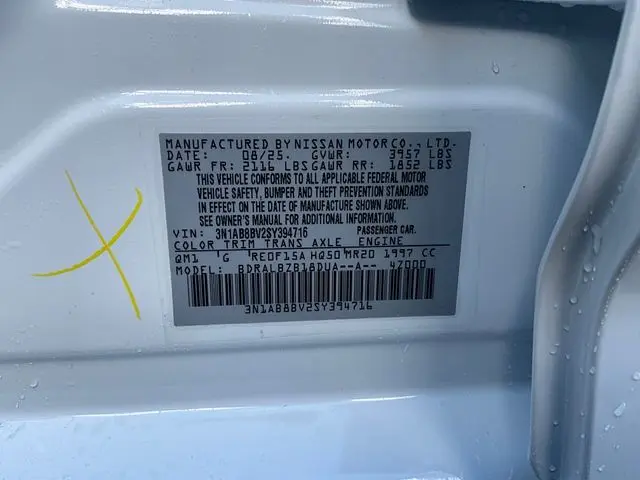 MANUFACTURED BY NISSAN MOTOR CO., LTD.
DATE: 08/25. GVWR: 3957 LBS
GAWR FR: 2116 LBS GAWR RR: 1852 LBS
THIS VEHICLE CONFORMS TO ALL APPLICABLE FEDERAL MOTOR
VEHICLE SAFETY, BUMPER AND THEFT PREVENTION STANDARDS
IN EFFECT ON THE DATE OF MANUFACTURE SHOWN ABOVE.
SEE OWNER'S MANUAL FOR ADDITIONAL INFORMATION.
VIN: 3N1AB8BV2SY394716 PASSENGER CAR.
COLOR TRIM TRANS AXLE ENGINE
QM1 G RE0F15A HQ50 MR20 1997 CC
MODEL: BDRALBZB18DUA--A-- 47000
3N1AB8BV2SY394716